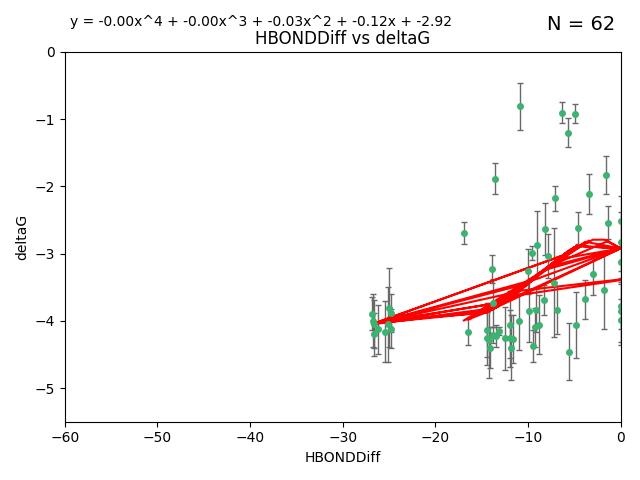 y = -0.00x^4 + -0.00x^3 + -0.03x^2 + -0.12x + -2.92
N = 62
HBONDDiff vs deltaG
0
−1
−2
−3
−4
−5
deltaG
−60 −50 −40 −30 −20 −10 0
HBONDDiff